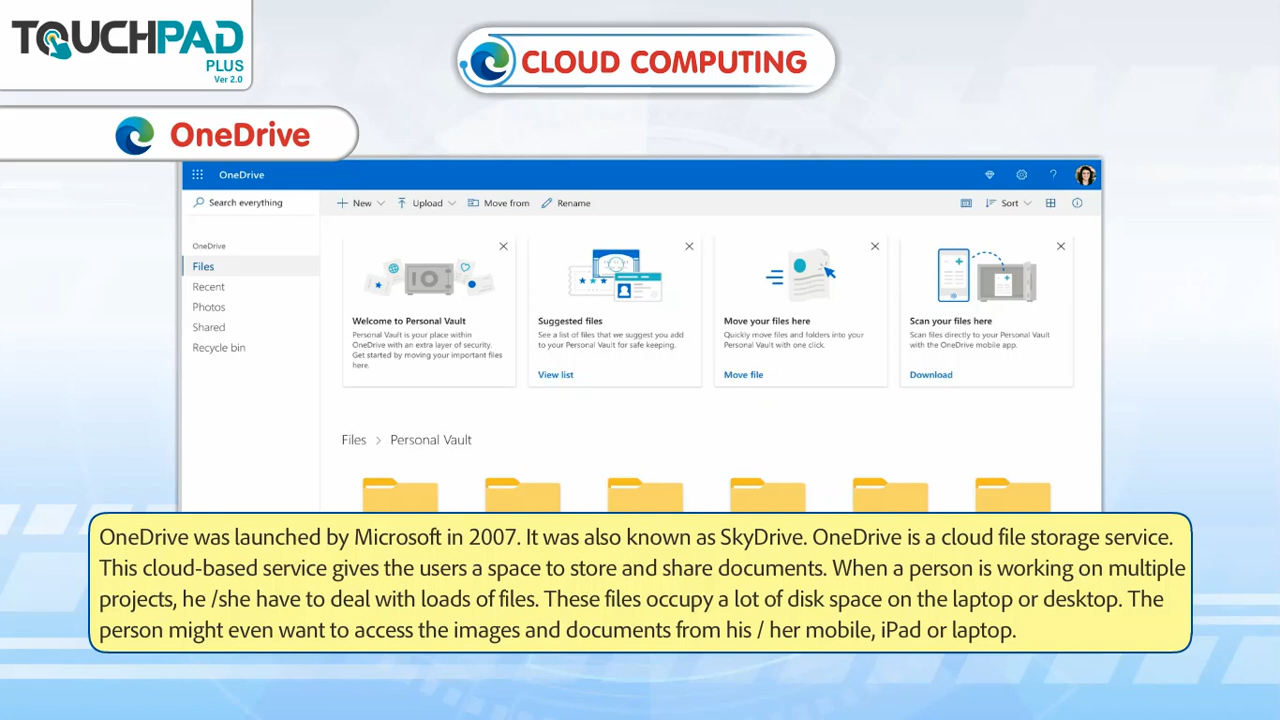 TOUCHPAD
PLUS
Ver 2.0
CLOUD COMPUTING
OneDrive
OneDrive
Search everything
New
Upload
Move from
Rename
Sort
OneDrive
Files
Recent
Photos
Shared
Recycle bin
Welcome to Personal Vault
Personal Vault is your place within
OneDrive with an extra layer of security.
Get started by moving your important files
here.
Suggested files
See a list of files that we suggest you add
to your Personal Vault for safe keeping.
View list
Move your files here
Quickly move files and folders into your
Personal Vault with one click.
Move file
Scan your files here
Scan files directly to your Personal Vault
with the OneDrive mobile app.
Download
Files > Personal Vault
OneDrive was launched by Microsoft in 2007. It was also known as SkyDrive. OneDrive is a cloud file storage service.
This cloud-based service gives the users a space to store and share documents. When a person is working on multiple
projects, he /she have to deal with loads of files. These files occupy a lot of disk space on the laptop or desktop. The
person might even want to access the images and documents from his / her mobile, iPad or laptop.